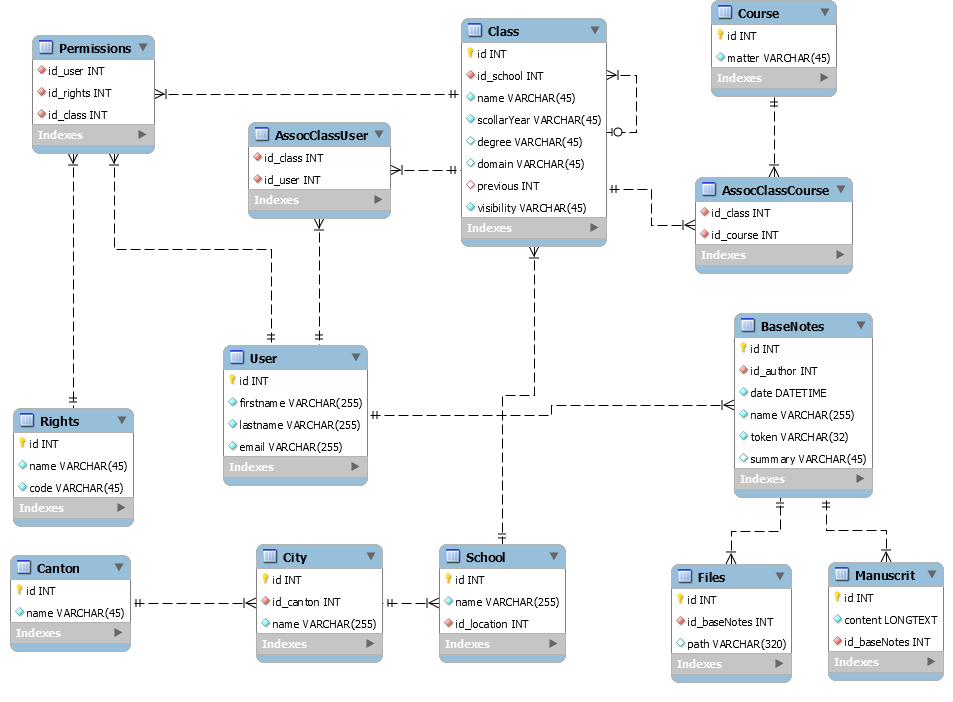 Permissions
id_user INT
id_rights INT
id_class INT
Indexes
AssocClassUser
id_class INT
id_user INT
Indexes
Class
id INT
id_school INT
name VARCHAR(45)
scollarYear VARCHAR(45)
degree VARCHAR(45)
domain VARCHAR(45)
previous INT
visibility VARCHAR(45)
Indexes
Course
id INT
matter VARCHAR(45)
Indexes
AssocClassCourse
id_class INT
id_course INT
Indexes
User
id INT
firstname VARCHAR(255)
lastname VARCHAR(255)
email VARCHAR(255)
Indexes
BaseNotes
id INT
id_author INT
date DATETIME
name VARCHAR(255)
token VARCHAR(32)
summary VARCHAR(45)
Indexes
Rights
id INT
name VARCHAR(45)
code VARCHAR(45)
Indexes
Canton
id INT
name VARCHAR(45)
Indexes
City
id INT
id_canton INT
name VARCHAR(255)
Indexes
School
id INT
name VARCHAR(255)
id_location INT
Indexes
Files
id INT
id_baseNotes INT
path VARCHAR(320)
Indexes
Manuscrit
id INT
content LONGTEXT
id_baseNotes INT
Indexes